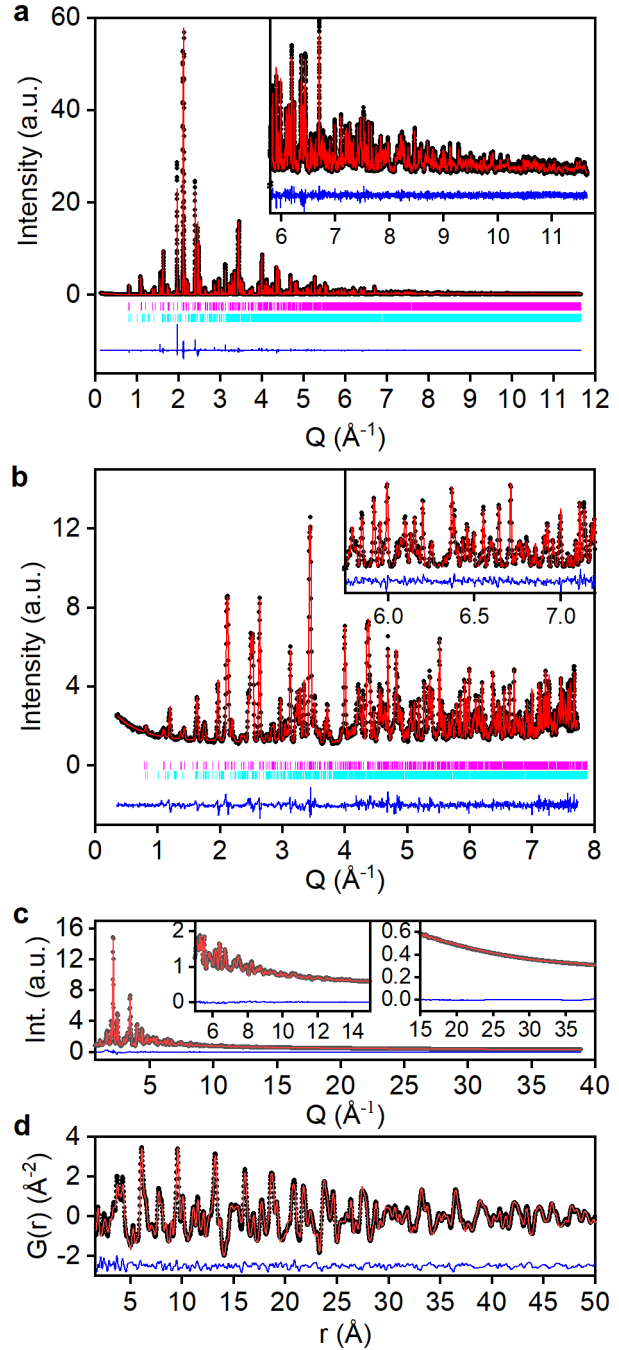 a
60
40
20
0
Intensity (a.u.)
6 7 8 9 10 11
0 1 2 3 4 5 6 7 8 9 10 11 12
Q (Å-1)
b
12
8
4
0
Intensity (a.u.)
6.0 6.5 7.0
0 1 2 3 4 5 6 7 8
Q (Å-1)
c
16
12
8
4
0
Int. (a.u.)
2
1
0
6 8 10 12 14
0.6
0.4
0.2
0.0
15 20 25 30 35
5 10 15 20 25 30 35 40
Q (Å-1)
d
4
2
0
-2
G(r) (Å-2)
5 10 15 20 25 30 35 40 45 50
r (Å)